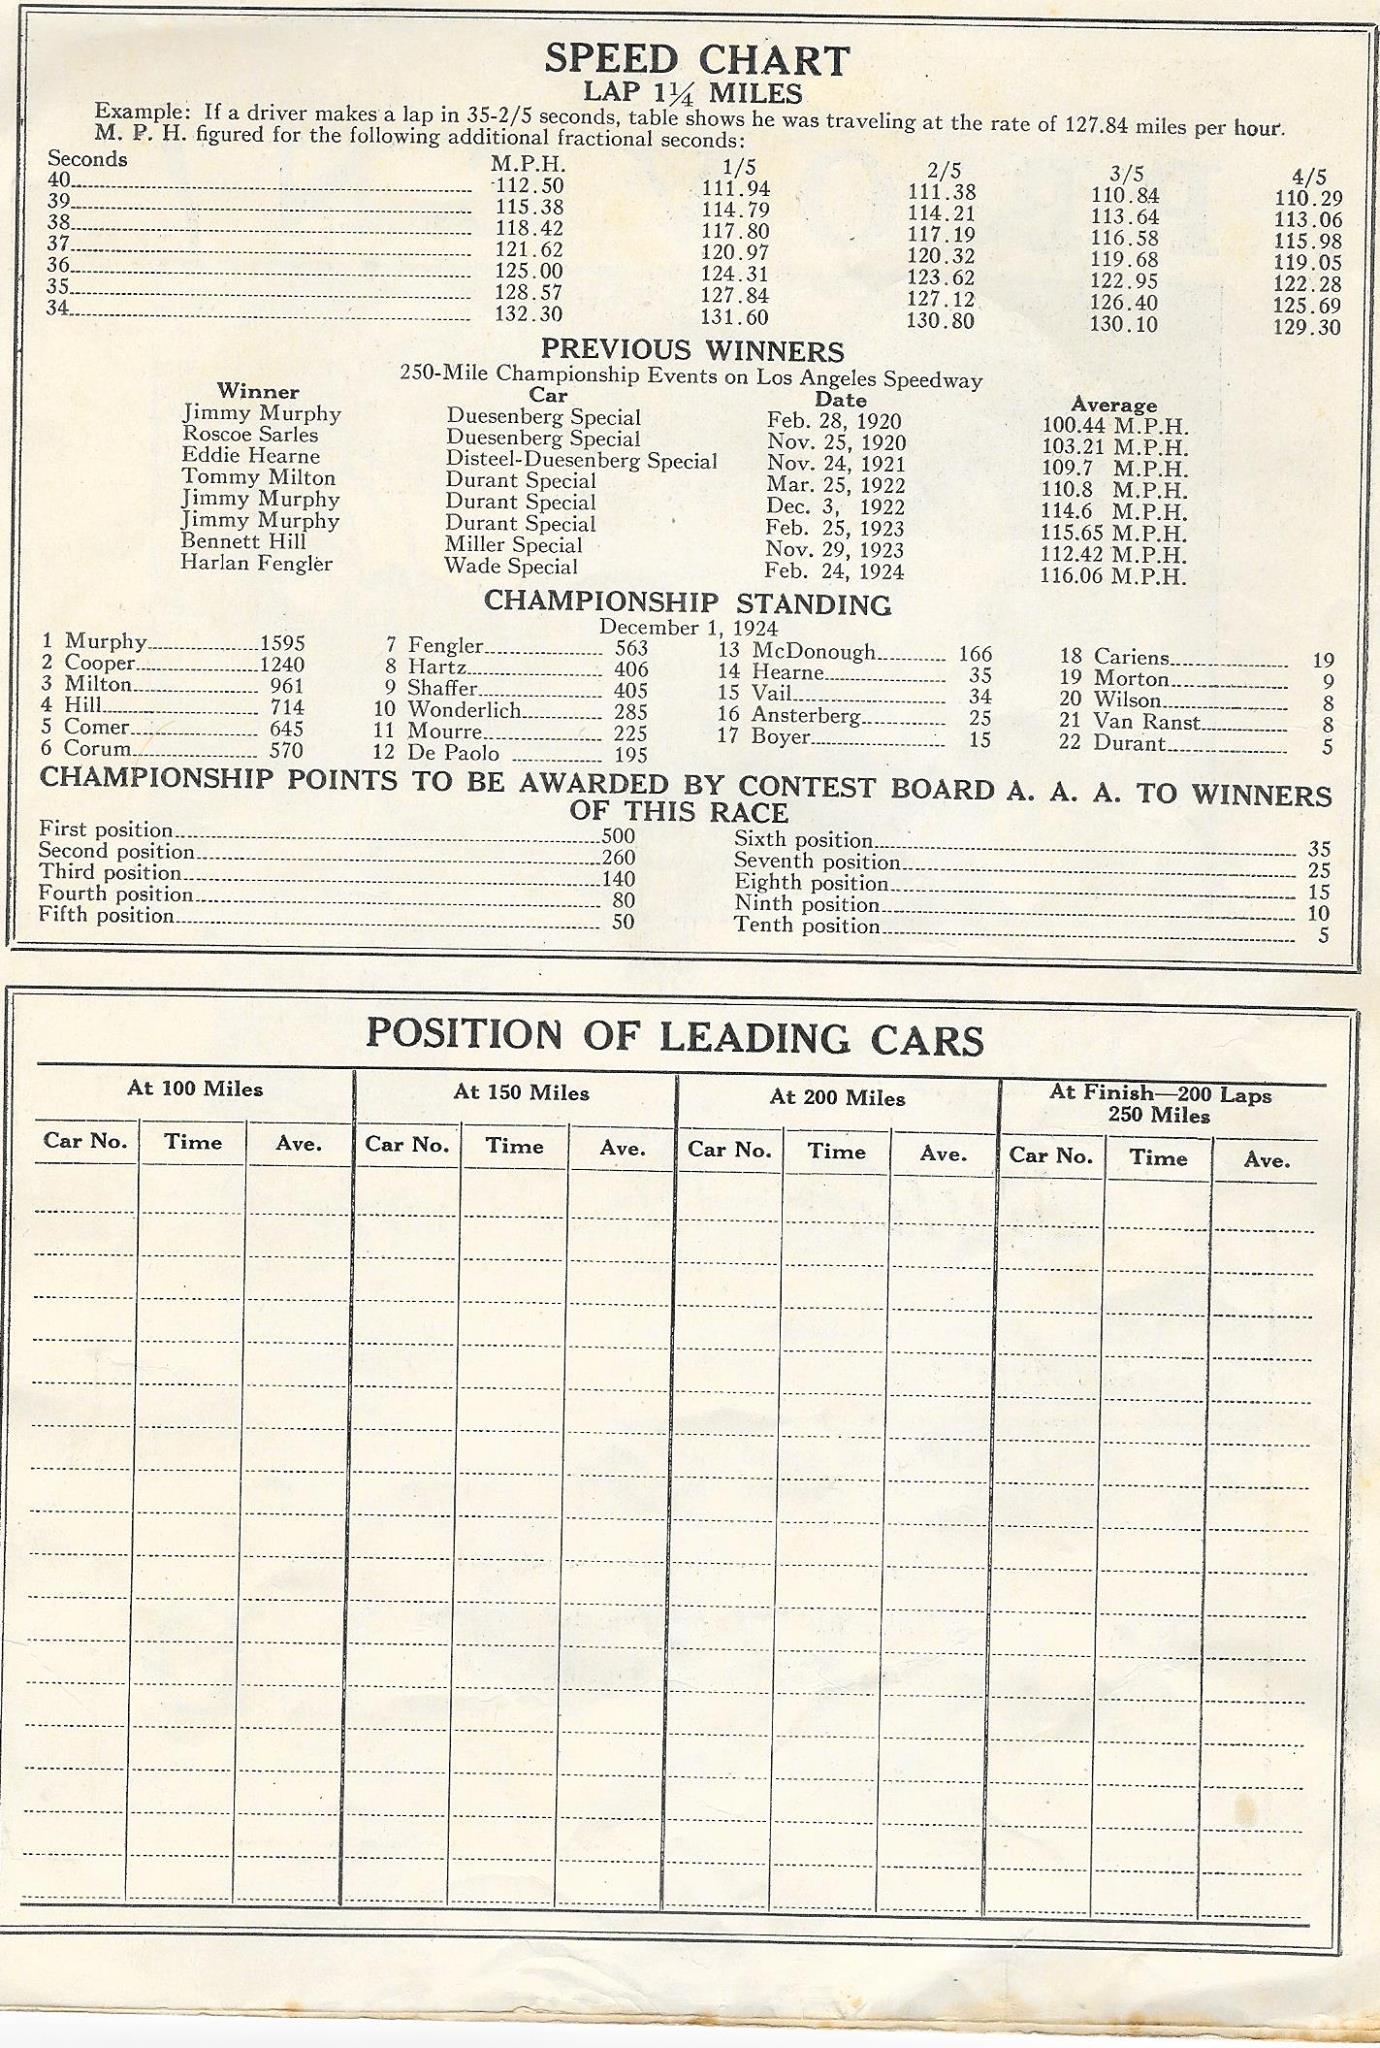 SPEED CHART
LAP 1¼ MILES
Example: If a driver makes a lap in 35-2/5 seconds, table shows he was traveling at the rate of 127.84 miles per hour.
M. P. H. figured for the following additional fractional seconds:
Seconds M.P.H. 1/5 2/5 3/5 4/5
40 112.50 111.94 111.38 110.84 110.29
39 115.38 114.79 114.21 113.64 113.06
38 118.42 117.80 117.19 116.58 115.98
37 121.62 120.97 120.32 119.68 119.05
36 125.00 124.31 123.62 122.95 122.28
35 128.57 127.84 127.12 126.40 125.69
34 132.30 131.60 130.80 130.10 129.30
PREVIOUS WINNERS
250-Mile Championship Events on Los Angeles Speedway
Winner Car Date Average
Jimmy Murphy Duesenberg Special Feb. 28, 1920 100.44 M.P.H.
Roscoe Sarles Duesenberg Special Nov. 25, 1920 103.21 M.P.H.
Eddie Hearne Disteel-Duesenberg Special Nov. 24, 1921 109.7 M.P.H.
Tommy Milton Durant Special Mar. 25, 1922 110.8 M.P.H.
Jimmy Murphy Durant Special Dec. 3, 1922 114.6 M.P.H.
Jimmy Murphy Durant Special Feb. 25, 1923 115.65 M.P.H.
Bennett Hill Miller Special Nov. 29, 1923 112.42 M.P.H.
Harlan Fengler Wade Special Feb. 24, 1924 116.06 M.P.H.
CHAMPIONSHIP STANDING
December 1, 1924
1 Murphy 1595 7 Fengler 563 13 McDonough 166 18 Cariens 19
2 Cooper 1240 8 Hartz 406 14 Hearne 35 19 Morton 9
3 Milton 961 9 Shaffer 405 15 Vail 34 20 Wilson 8
4 Hill 714 10 Wonderlich 285 16 Ansterberg 25 21 Van Ranst 8
5 Comer 645 11 Mourre 225 17 Boyer 15 22 Durant 5
6 Corum 570 12 De Paolo 195
CHAMPIONSHIP POINTS TO BE AWARDED BY CONTEST BOARD A. A. A. TO WINNERS
OF THIS RACE
First position 500 Sixth position 35
Second position 260 Seventh position 25
Third position 140 Eighth position 15
Fourth position 80 Ninth position 10
Fifth position 50 Tenth position 5
POSITION OF LEADING CARS
At 100 Miles At 150 Miles At 200 Miles At Finish—200 Laps
250 Miles
Car No. Time Ave. Car No. Time Ave. Car No. Time Ave. Car No. Time Ave.